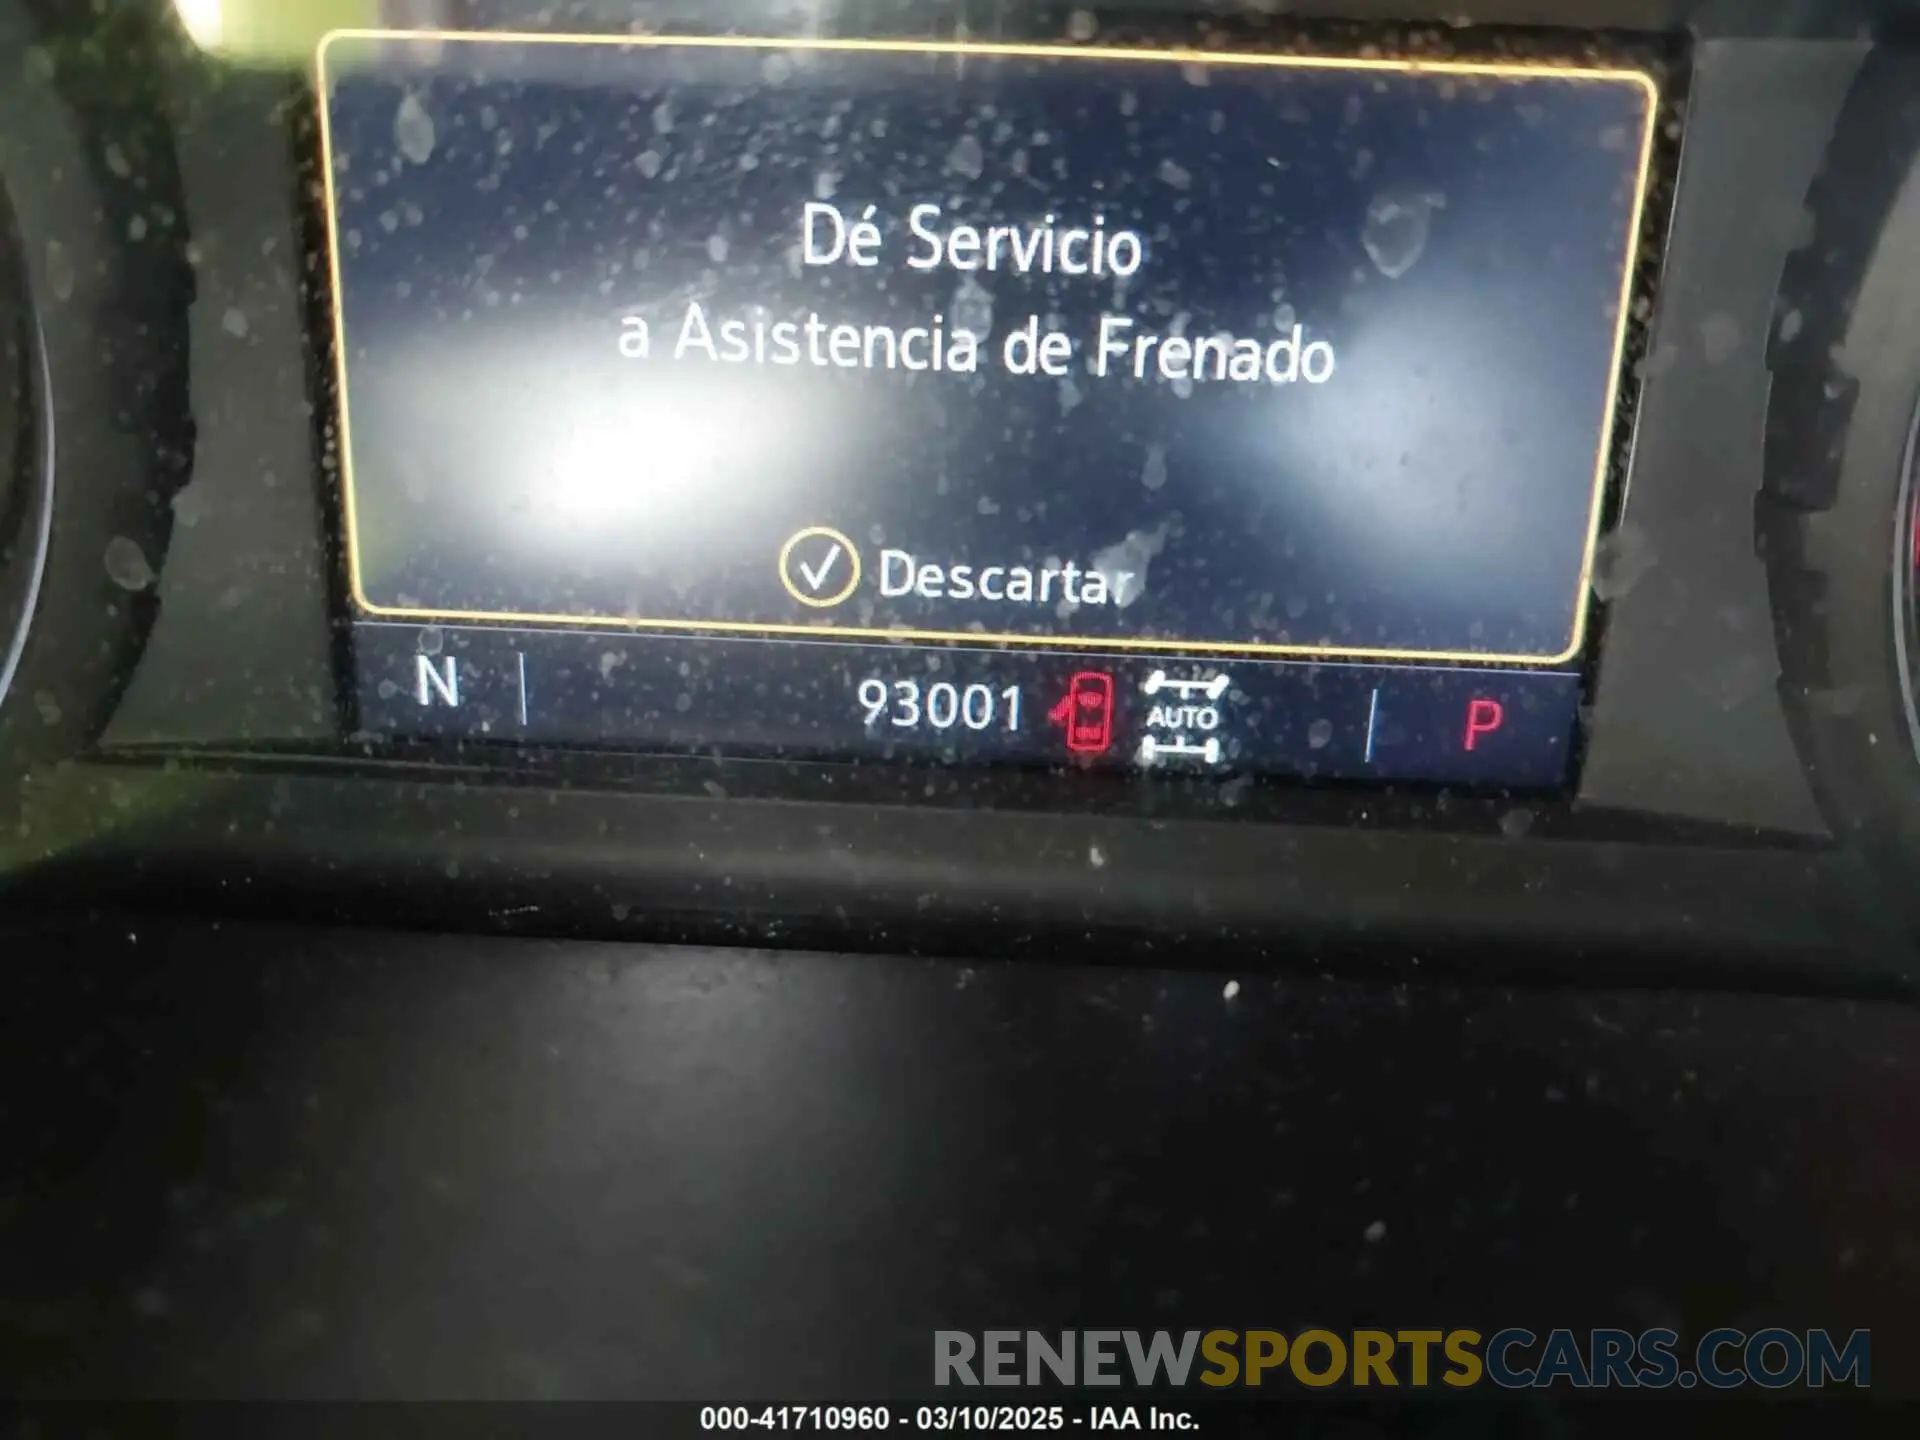 Dé Servicio
a Asistencia de Frenado
Descartar
N 93001 AUTO P
RENEWSPORTSCARS.COM
000-41710960 - 03/10/2025 - IAA Inc.